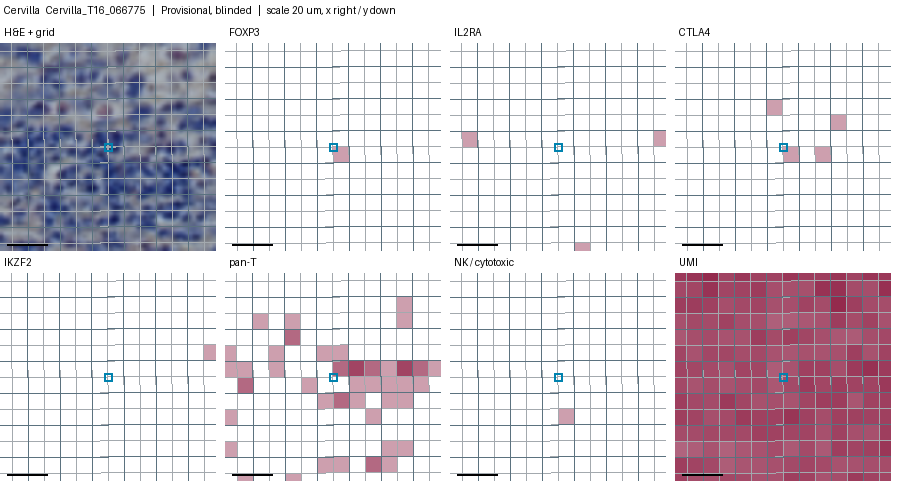 Cervilla Cervilla_T16_066775 | Provisional, blinded | scale 20 um, x right / y down
H&E + grid FOXP3 IL2RA CTLA4
IKZF2 pan-T NK / cytotoxic UMI